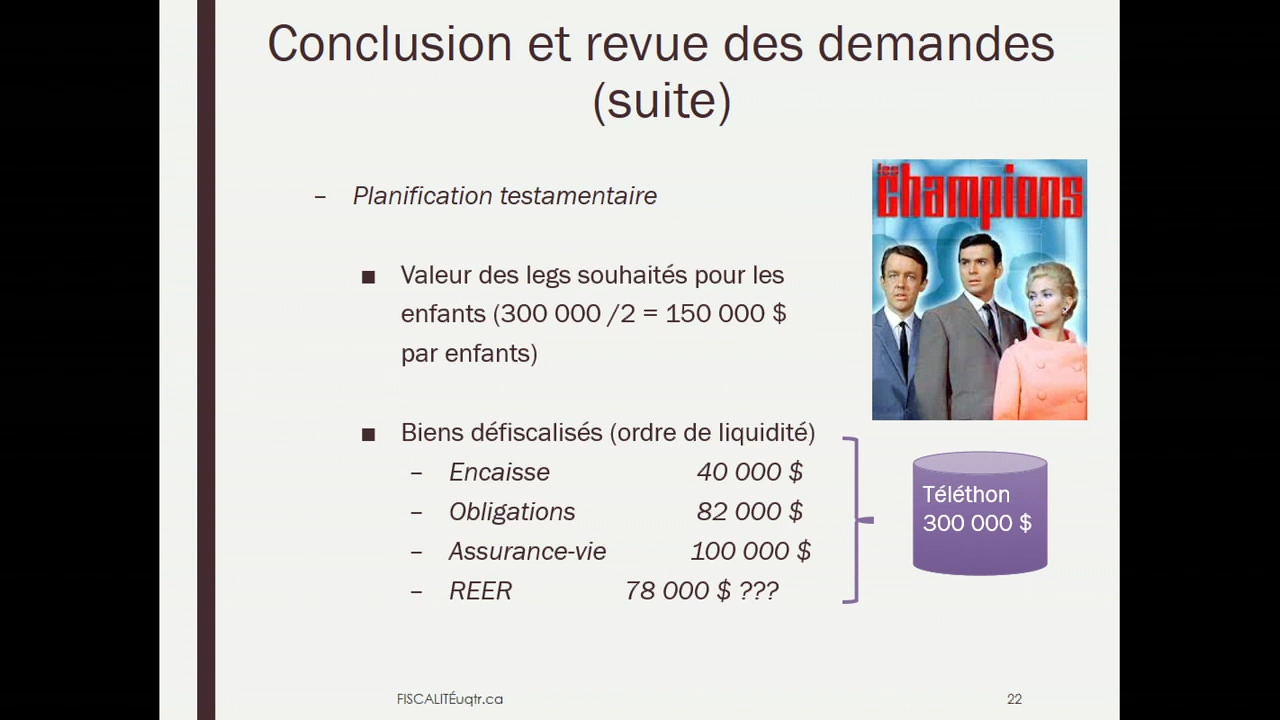 Conclusion et revue des demandes
(suite)
– Planification testamentaire
■ Valeur des legs souhaités pour les
enfants (300 000 /2 = 150 000 $
par enfants)
■ Biens défiscalisés (ordre de liquidité)
– Encaisse 40 000 $
– Obligations 82 000 $
– Assurance-vie 100 000 $
– REER 78 000 $ ???
les
Champions
Téléthon
300 000 $
FISCALITÉuqtr.ca
22